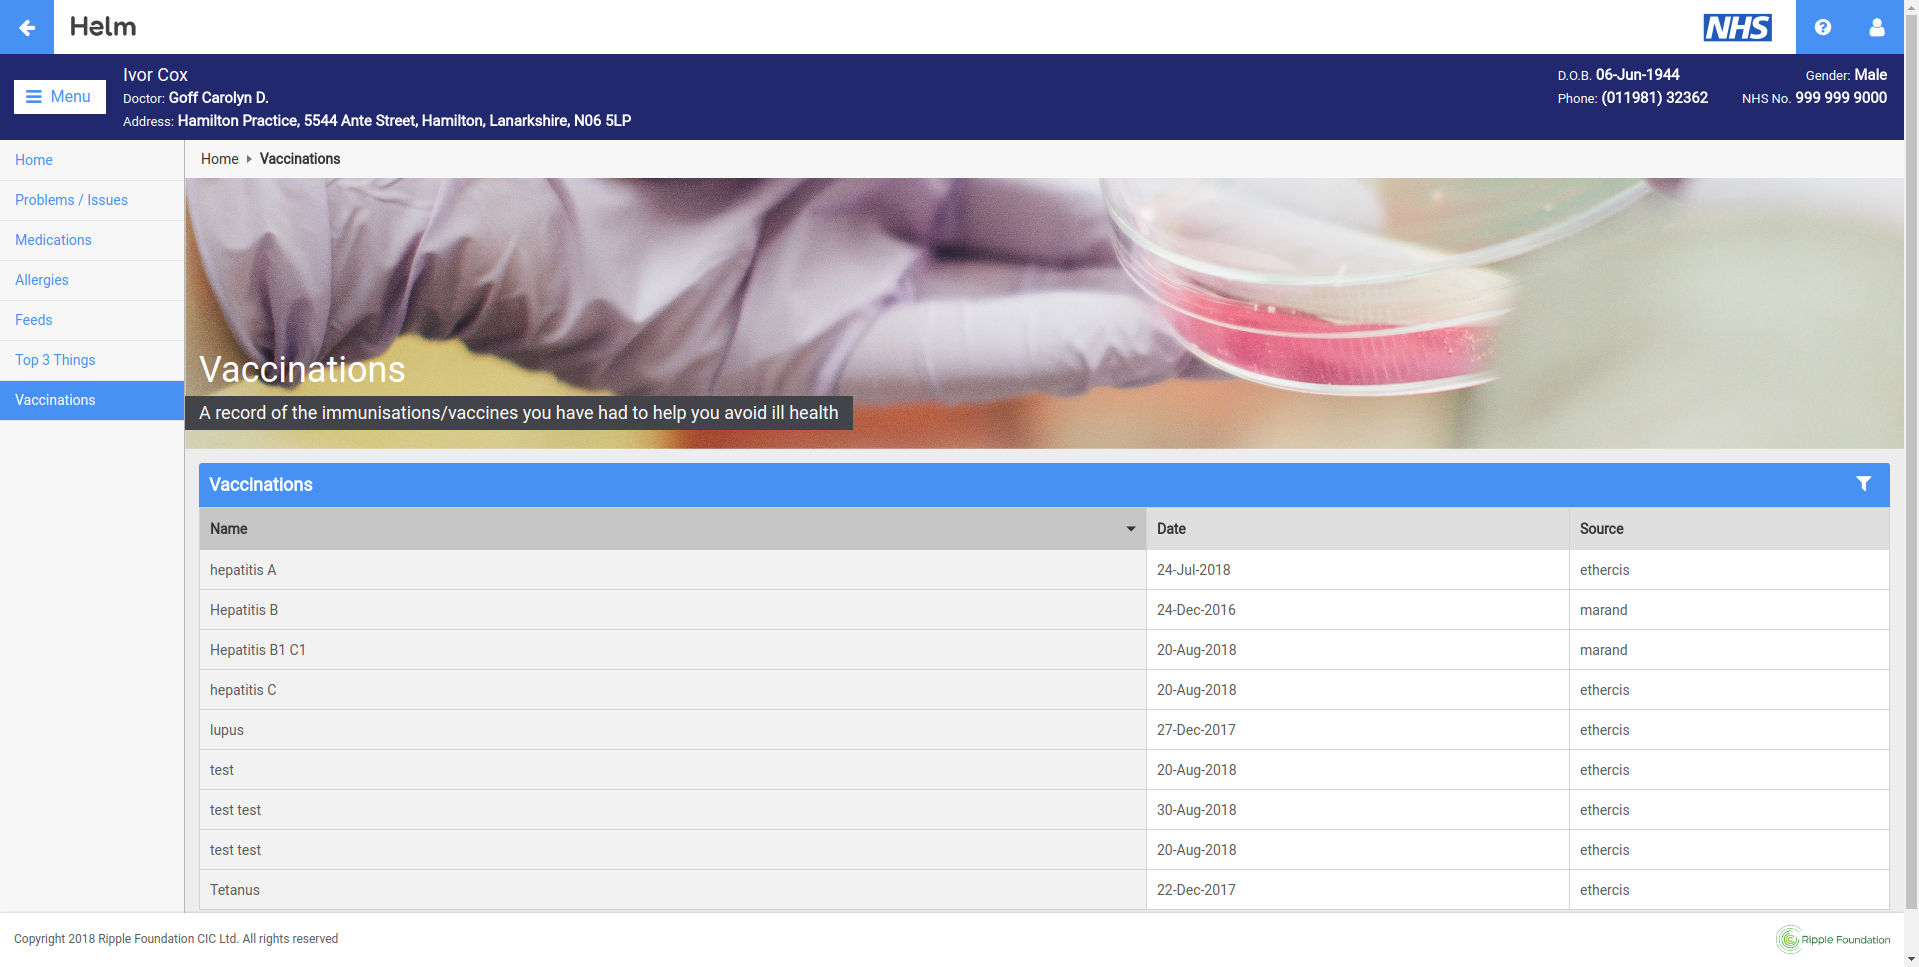 Helm
NHS
Menu
Ivor Cox
Doctor: Goff Carolyn D.
Address: Hamilton Practice, 5544 Ante Street, Hamilton, Lanarkshire, N06 5LP
D.O.B. 06-Jun-1944
Gender: Male
Phone: (011981) 32362
NHS No. 999 999 9000
Home
Problems / Issues
Medications
Allergies
Feeds
Top 3 Things
Vaccinations
Home Vaccinations
Vaccinations
A record of the immunisations/vaccines you have had to help you avoid ill health
Vaccinations
Name Date Source
hepatitis A 24-Jul-2018 ethercis
Hepatitis B 24-Dec-2016 marand
Hepatitis B1 C1 20-Aug-2018 marand
hepatitis C 20-Aug-2018 ethercis
lupus 27-Dec-2017 ethercis
test 20-Aug-2018 ethercis
test test 30-Aug-2018 ethercis
test test 20-Aug-2018 ethercis
Tetanus 22-Dec-2017 ethercis
Copyright 2018 Ripple Foundation CIC Ltd. All rights reserved
Ripple Foundation